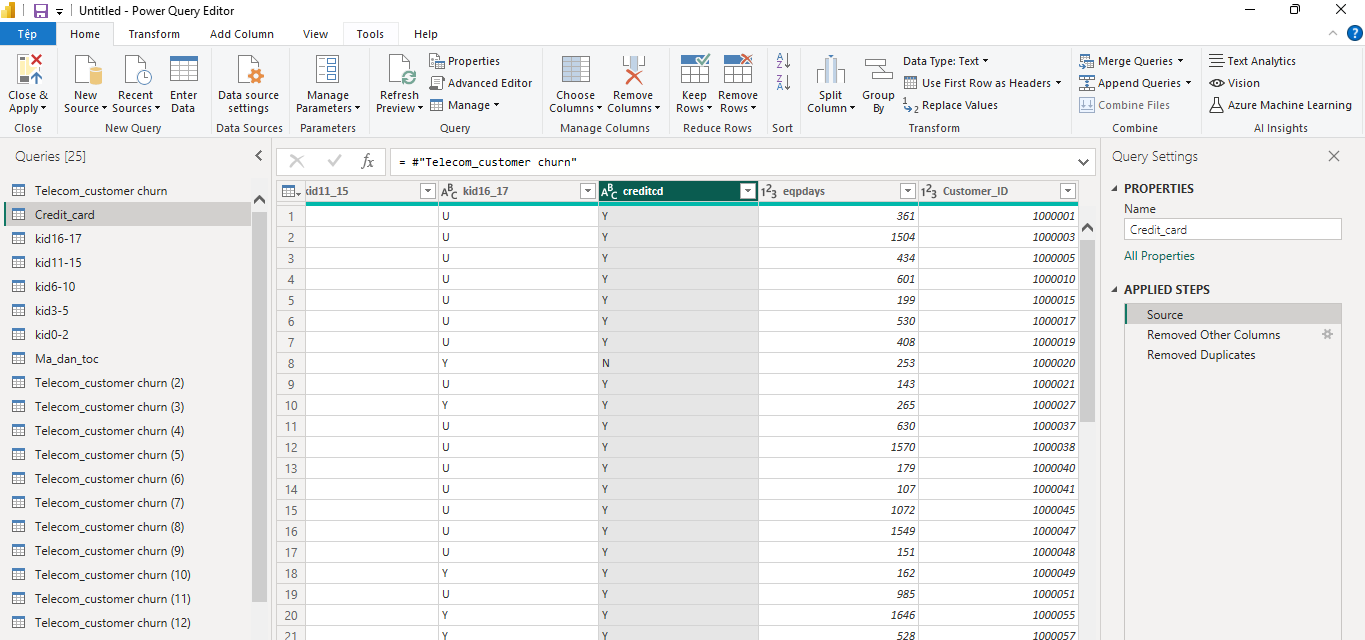 Untitled - Power Query Editor
Tệp Home Transform Add Column View Tools Help
Close & Apply
New Source
Recent Sources
Enter Data
Data source settings
Manage Parameters
Refresh Preview
Properties
Advanced Editor
Manage
Choose Columns
Remove Columns
Keep Rows
Remove Rows
Split Column
Group By
Data Type: Text
Use First Row as Headers
Replace Values
Merge Queries
Append Queries
Combine Files
Text Analytics
Vision
Azure Machine Learning
Close New Query Data Sources Parameters Query Manage Columns Reduce Rows Sort Transform Combine AI Insights
Queries [25]
Telecom_customer churn
Credit_card
kid16-17
kid11-15
kid6-10
kid3-5
kid0-2
Ma_dan_toc
Telecom_customer churn (2)
Telecom_customer churn (3)
Telecom_customer churn (4)
Telecom_customer churn (5)
Telecom_customer churn (6)
Telecom_customer churn (7)
Telecom_customer churn (8)
Telecom_customer churn (9)
Telecom_customer churn (10)
Telecom_customer churn (11)
Telecom_customer churn (12)
fx = #"Telecom_customer churn"
kid11_15 ABC kid16_17 ABC creditcd 123 eqpdays 123 Customer_ID
1 U Y 361 1000001
2 U Y 1504 1000003
3 U Y 434 1000005
4 U Y 601 1000010
5 U Y 199 1000015
6 U Y 530 1000017
7 U Y 408 1000019
8 Y N 253 1000020
9 U Y 143 1000021
10 Y Y 265 1000027
11 U Y 630 1000037
12 U Y 1570 1000038
13 U Y 179 1000040
14 U Y 107 1000041
15 U Y 1072 1000045
16 U Y 1549 1000047
17 U Y 151 1000048
18 Y Y 162 1000049
19 U Y 985 1000051
20 Y Y 1646 1000055
21 Y Y 528 1000057
Query Settings
PROPERTIES
Name
Credit_card
All Properties
APPLIED STEPS
Source
Removed Other Columns
Removed Duplicates